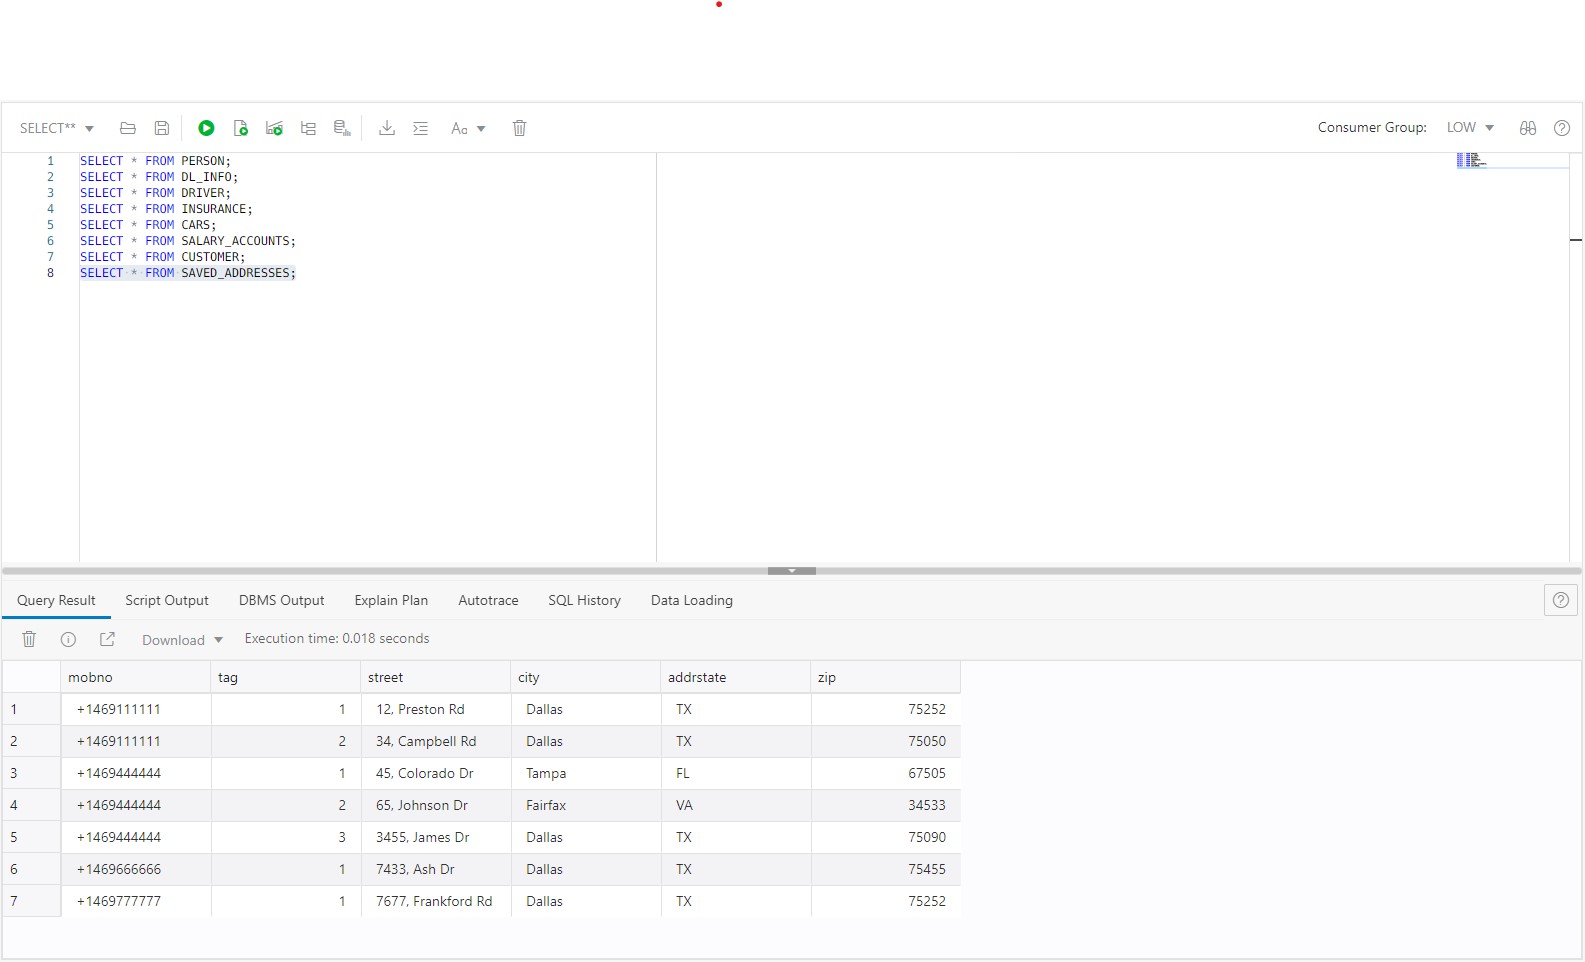 SELECT** Aa Consumer Group: LOW
1 SELECT * FROM PERSON;
2 SELECT * FROM DL_INFO;
3 SELECT * FROM DRIVER;
4 SELECT * FROM INSURANCE;
5 SELECT * FROM CARS;
6 SELECT * FROM SALARY_ACCOUNTS;
7 SELECT * FROM CUSTOMER;
8 SELECT * FROM SAVED_ADDRESSES;
Query Result Script Output DBMS Output Explain Plan Autotrace SQL History Data Loading
Download Execution time: 0.018 seconds
mobno tag street city addrstate zip
1 +1469111111 1 12, Preston Rd Dallas TX 75252
2 +1469111111 2 34, Campbell Rd Dallas TX 75050
3 +1469444444 1 45, Colorado Dr Tampa FL 67505
4 +1469444444 2 65, Johnson Dr Fairfax VA 34533
5 +1469444444 3 3455, James Dr Dallas TX 75090
6 +1469666666 1 7433, Ash Dr Dallas TX 75455
7 +1469777777 1 7677, Frankford Rd Dallas TX 75252